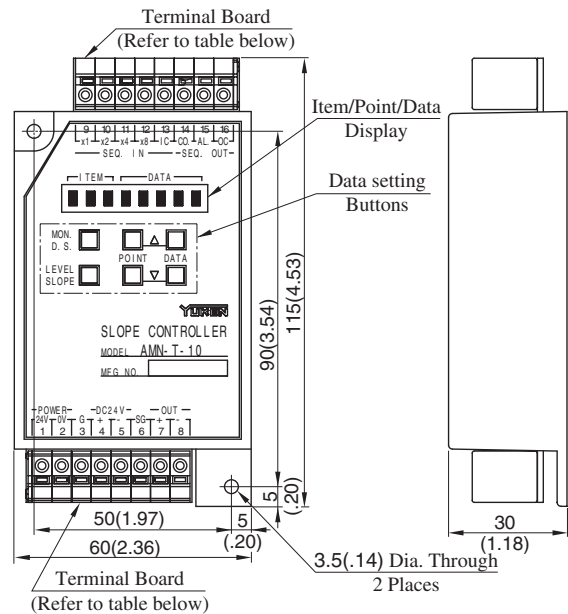 Terminal Board
(Refer to table below)
9 10 11 12 13 14 15 16
x1 x2 x4 x8 IC CO. AL. OC
SEQ. IN SEQ. OUT
ITEM DATA
Item/Point/Data
Display
Data setting
Buttons
MON.
D. S.
LEVEL
SLOPE
POINT DATA
YUKEN
SLOPE CONTROLLER
MODEL AMN-T-10
MFG NO.
POWER DC24V OUT
24V 0V G + - SG + -
1 2 3 4 5 6 7 8
90(3.54)
115(4.53)
5
(.20)
50(1.97)
5
(.20)
60(2.36)
30
(1.18)
3.5(.14) Dia. Through
2 Places
Terminal Board
(Refer to table below)